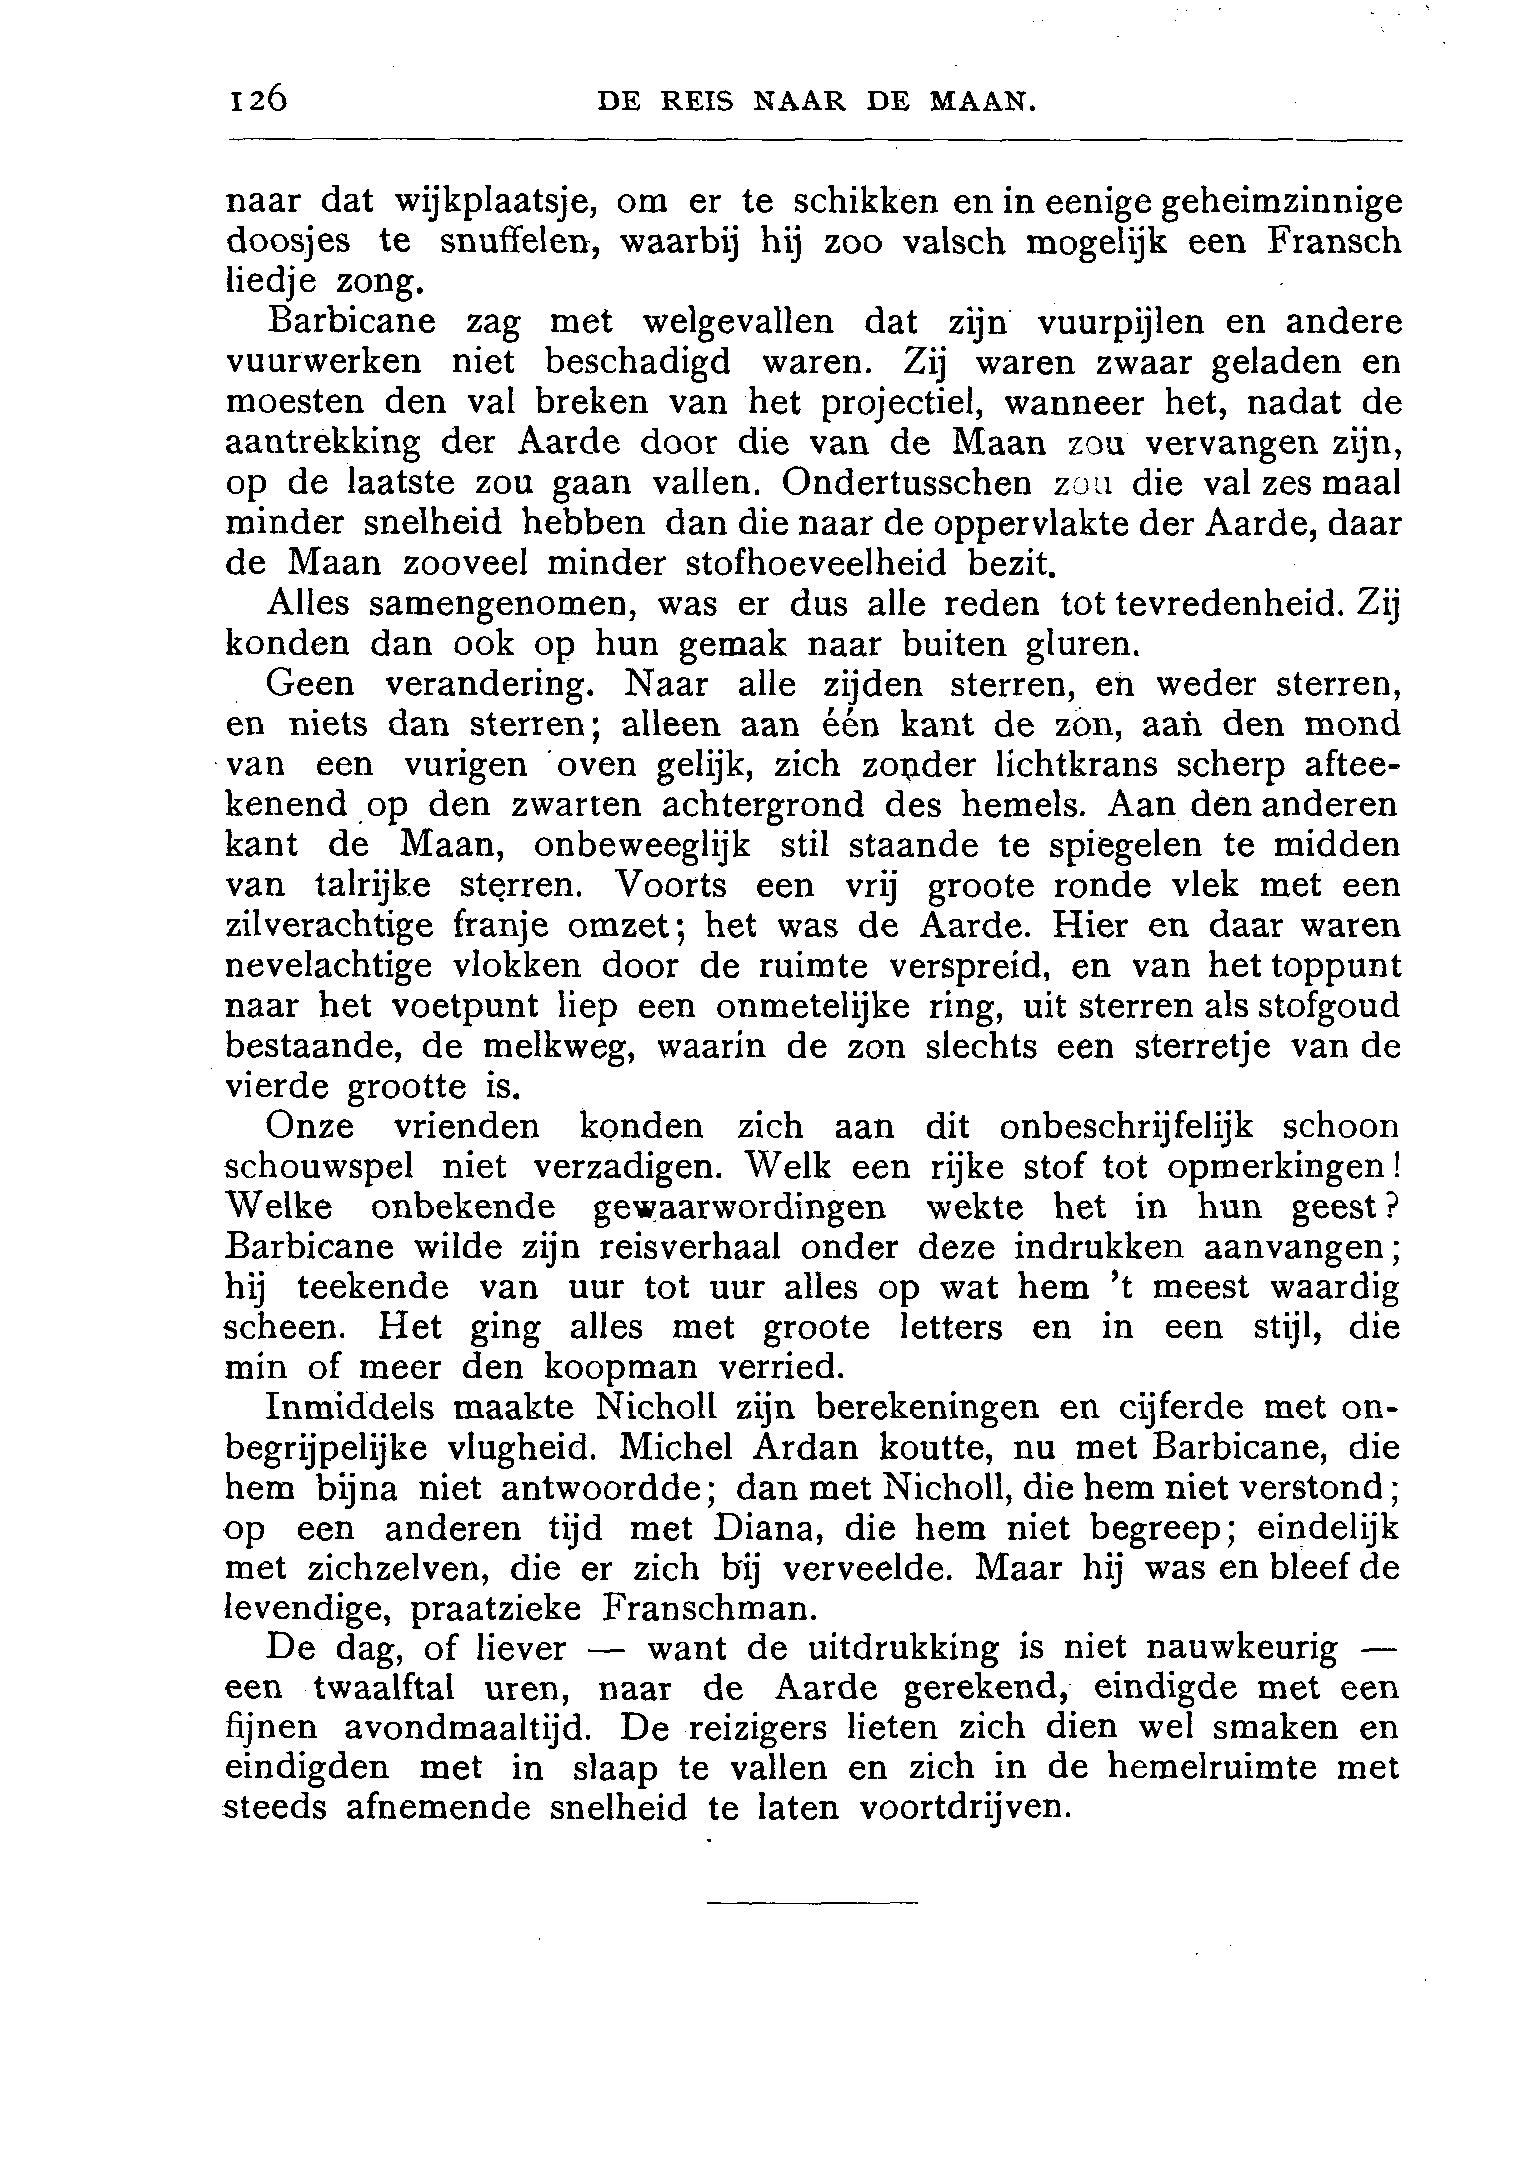 126 DE REIS NAAR DE MAAN.
naar dat wijkplaatsje, om er te schikken en in eenige geheimzinnige
doosjes te snuffelen, waarbij hij zoo valsch mogelijk een Fransch
liedje zong.
Barbicane zag met welgevallen dat zijn vuurpijlen en andere
vuurwerken niet beschadigd waren. Zij waren zwaar geladen en
moesten den val breken van het projectiel, wanneer het, nadat de
aantrekking der Aarde door die van de Maan zou vervangen zijn,
op de laatste zou gaan vallen. Ondertusschen zou die val zes maal
minder snelheid hebben dan die naar de oppervlakte der Aarde, daar
de Maan zooveel minder stofhoeveelheid bezit.
Alles samengenomen, was er dus alle reden tot tevredenheid. Zij
konden dan ook op hun gemak naar buiten gluren.
Geen verandering. Naar alle zijden sterren, en weder sterren,
en niets dan sterren; alleen aan één kant de zon, aan den mond
van een vurigen oven gelijk, zich zonder lichtkrans scherp aftee-
kenend op den zwarten achtergrond des hemels. Aan den anderen
kant de Maan, onbeweeglijk stil staande te spiegelen te midden
van talrijke sterren. Voorts een vrij groote ronde vlek met een
zilverachtige franje omzet; het was de Aarde. Hier en daar waren
nevelachtige vlokken door de ruimte verspreid, en van het toppunt
naar het voetpunt liep een onmetelijke ring, uit sterren als stofgoud
bestaande, de melkweg, waarin de zon slechts een sterretje van de
vierde grootte is.
Onze vrienden konden zich aan dit onbeschrijfelijk schoon
schouwspel niet verzadigen. Welk een rijke stof tot opmerkingen!
Welke onbekende gewaarwordingen wekte het in hun geest?
Barbicane wilde zijn reisverhaal onder deze indrukken aanvangen;
hij teekende van uur tot uur alles op wat hem 't meest waardig
scheen. Het ging alles met groote letters en in een stijl, die
min of meer den koopman verried.
Inmiddels maakte Nicholl zijn berekeningen en cijferde met on-
begrijpelijke vlugheid. Michel Ardan koutte, nu met Barbicane, die
hem bijna niet antwoordde; dan met Nicholl, die hem niet verstond;
op een anderen tijd met Diana, die hem niet begreep; eindelijk
met zichzelven, die er zich bij verveelde. Maar hij was en bleef de
levendige, praatzieke Franschman.
De dag, of liever — want de uitdrukking is niet nauwkeurig —
een twaalftal uren, naar de Aarde gerekend, eindigde met een
fijnen avondmaaltijd. De reizigers lieten zich dien wel smaken en
eindigden met in slaap te vallen en zich in de hemelruimte met
steeds afnemende snelheid te laten voortdrijven.